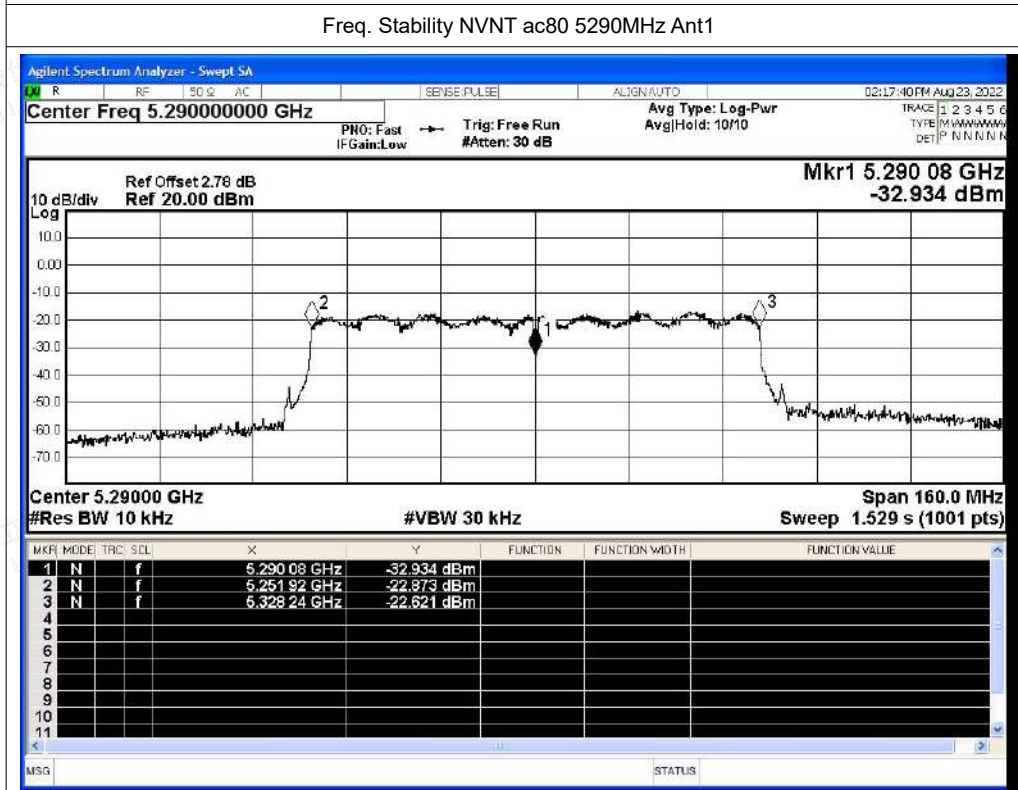 Freq. Stability NVNT ac80 5290MHz Ant1
Agilent Spectrum Analyzer - Swept SA
R RF 50 Ω AC SENSE:PULSE ALIGN AUTO 02:17:40 PM Aug 23, 2022
Center Freq 5.290000000 GHz
PNO: Fast
IFGain:Low
Trig: Free Run
#Atten: 30 dB
Avg Type: Log-Pwr
Avg|Hold: 10/10
TRACE 1 2 3 4 5 6
TYPE M W W W W W
DET P N N N N N
Mkr1 5.290 08 GHz
-32.934 dBm
Ref Offset 2.78 dB
10 dB/div Ref 20.00 dBm
Log
10.0
0.00
-10.0
-20.0
-30.0
-40.0
-50.0
-60.0
-70.0
2
1
3
Center 5.29000 GHz Span 160.0 MHz
#Res BW 10 kHz #VBW 30 kHz Sweep 1.529 s (1001 pts)
MKR MODE TRC SCL X Y FUNCTION FUNCTION WIDTH FUNCTION VALUE
1 N f 5.290 08 GHz -32.934 dBm
2 N f 5.251 92 GHz -22.873 dBm
3 N f 5.328 24 GHz -22.621 dBm
4
5
6
7
8
9
10
11
MSG STATUS